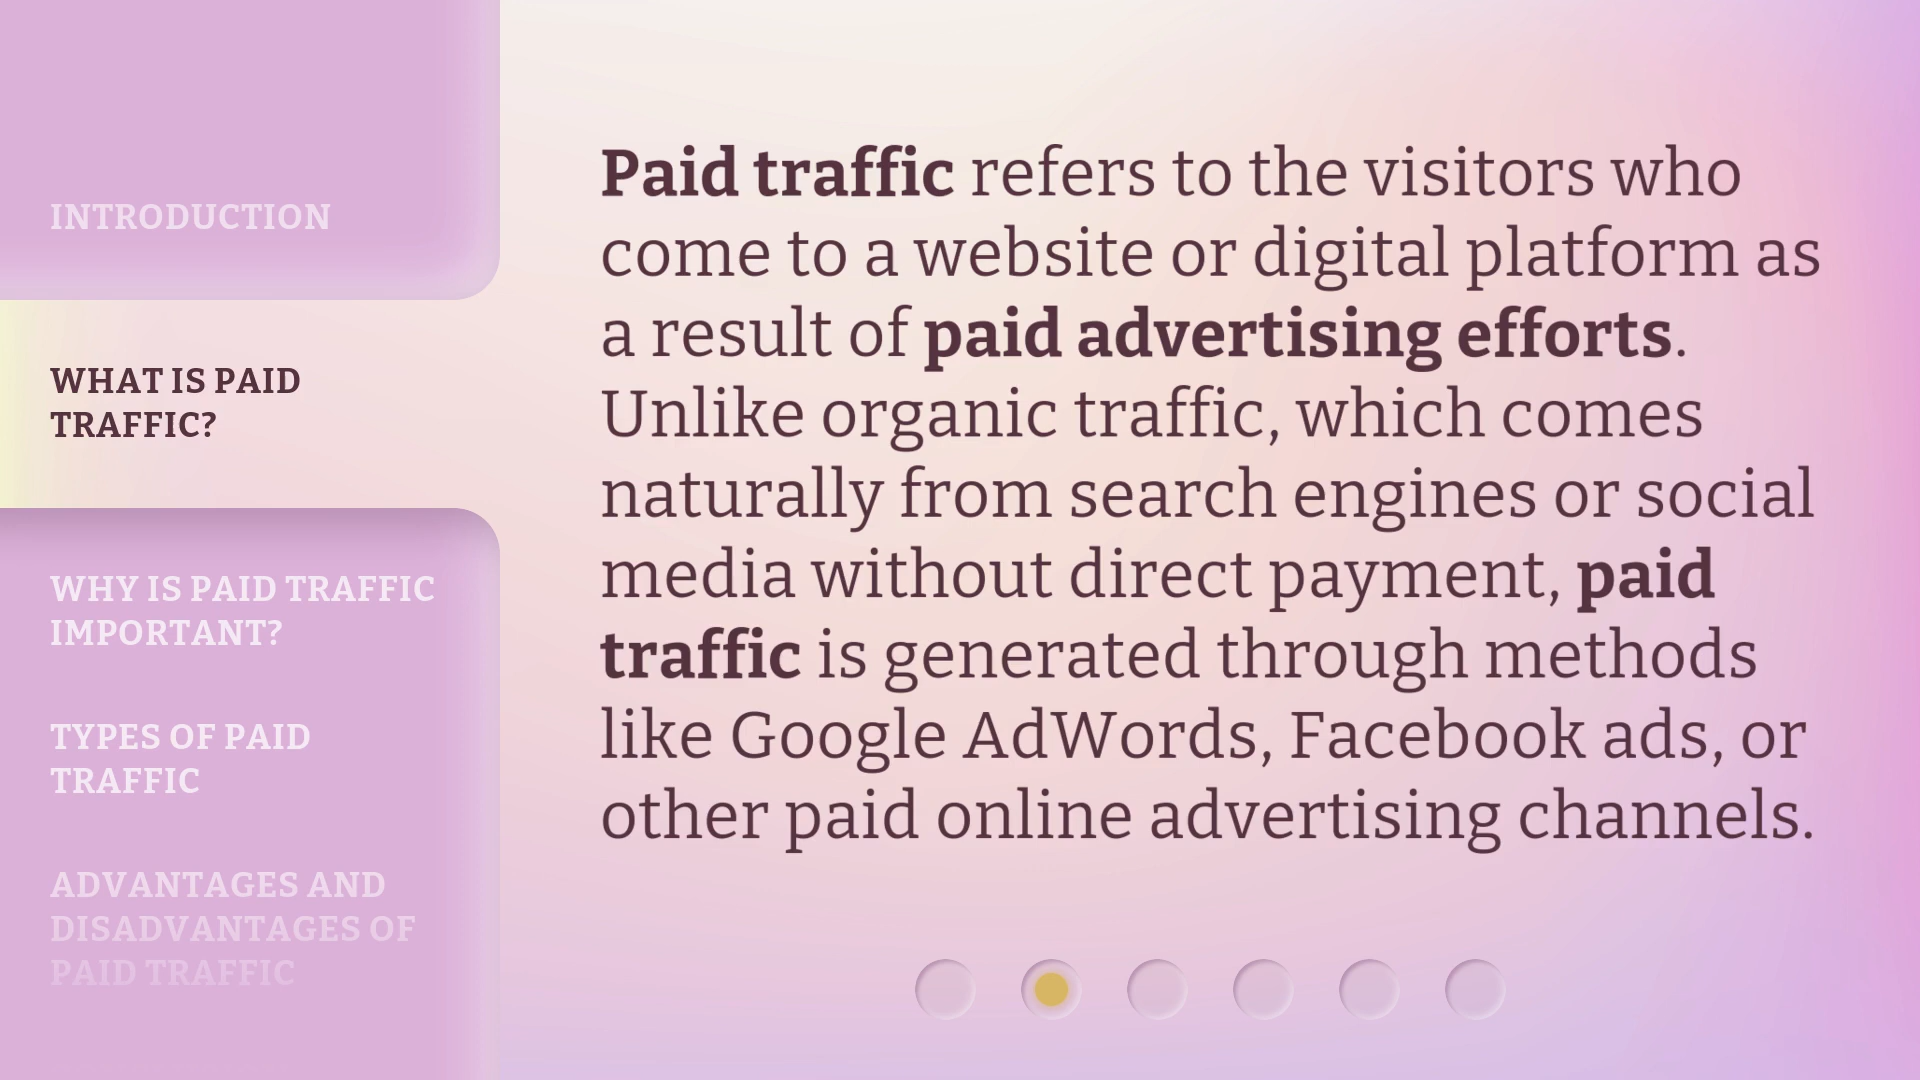 INTRODUCTION
WHAT IS PAID
TRAFFIC?
WHY IS PAID TRAFFIC
IMPORTANT?
TYPES OF PAID
TRAFFIC
ADVANTAGES AND
DISADVANTAGES OF
PAID TRAFFIC
Paid traffic refers to the visitors who
come to a website or digital platform as
a result of paid advertising efforts.
Unlike organic traffic, which comes
naturally from search engines or social
media without direct payment, paid
traffic is generated through methods
like Google AdWords, Facebook ads, or
other paid online advertising channels.